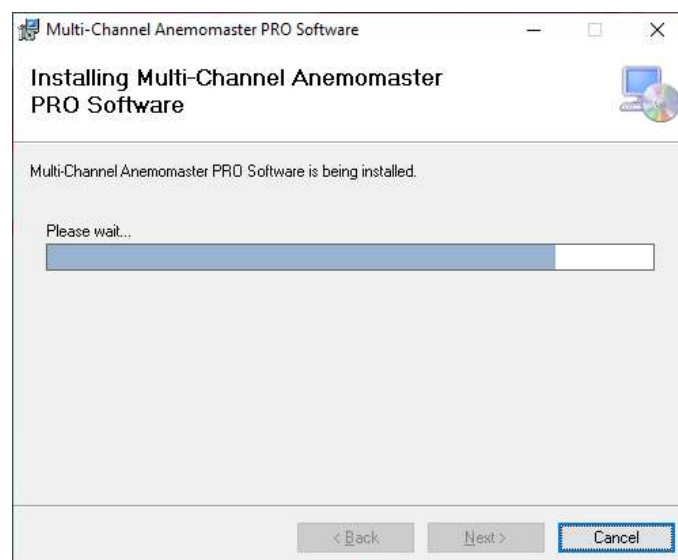 Multi-Channel Anemomaster PRO Software
Installing Multi-Channel Anemomaster
PRO Software
Multi-Channel Anemomaster PRO Software is being installed.
Please wait...
< Back
Next >
Cancel